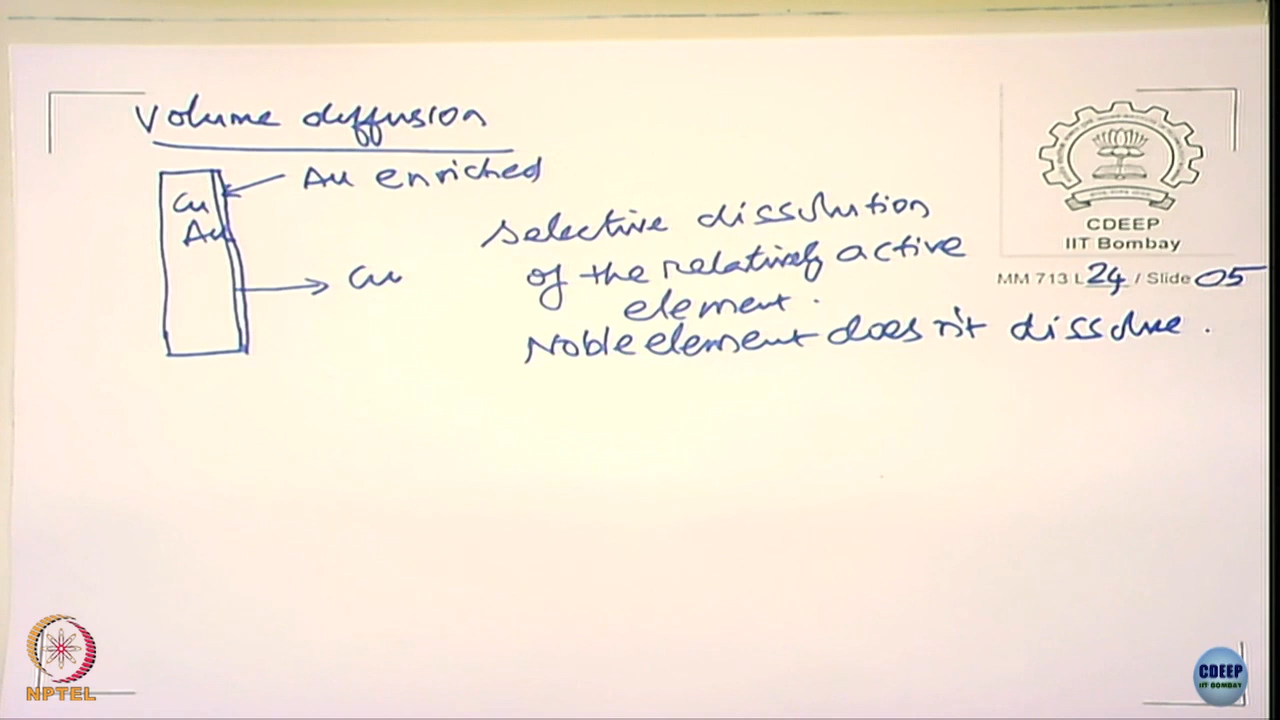 Volume diffusion
Au enriched
Cu
Au
Cu
selective dissolution
of the relatively active
element.
Noble element does n't dissolve.
CDEEP
IIT Bombay
MM 713 L 24 / Slide 05
NPTEL
CDEEP
IIT BOMBAY